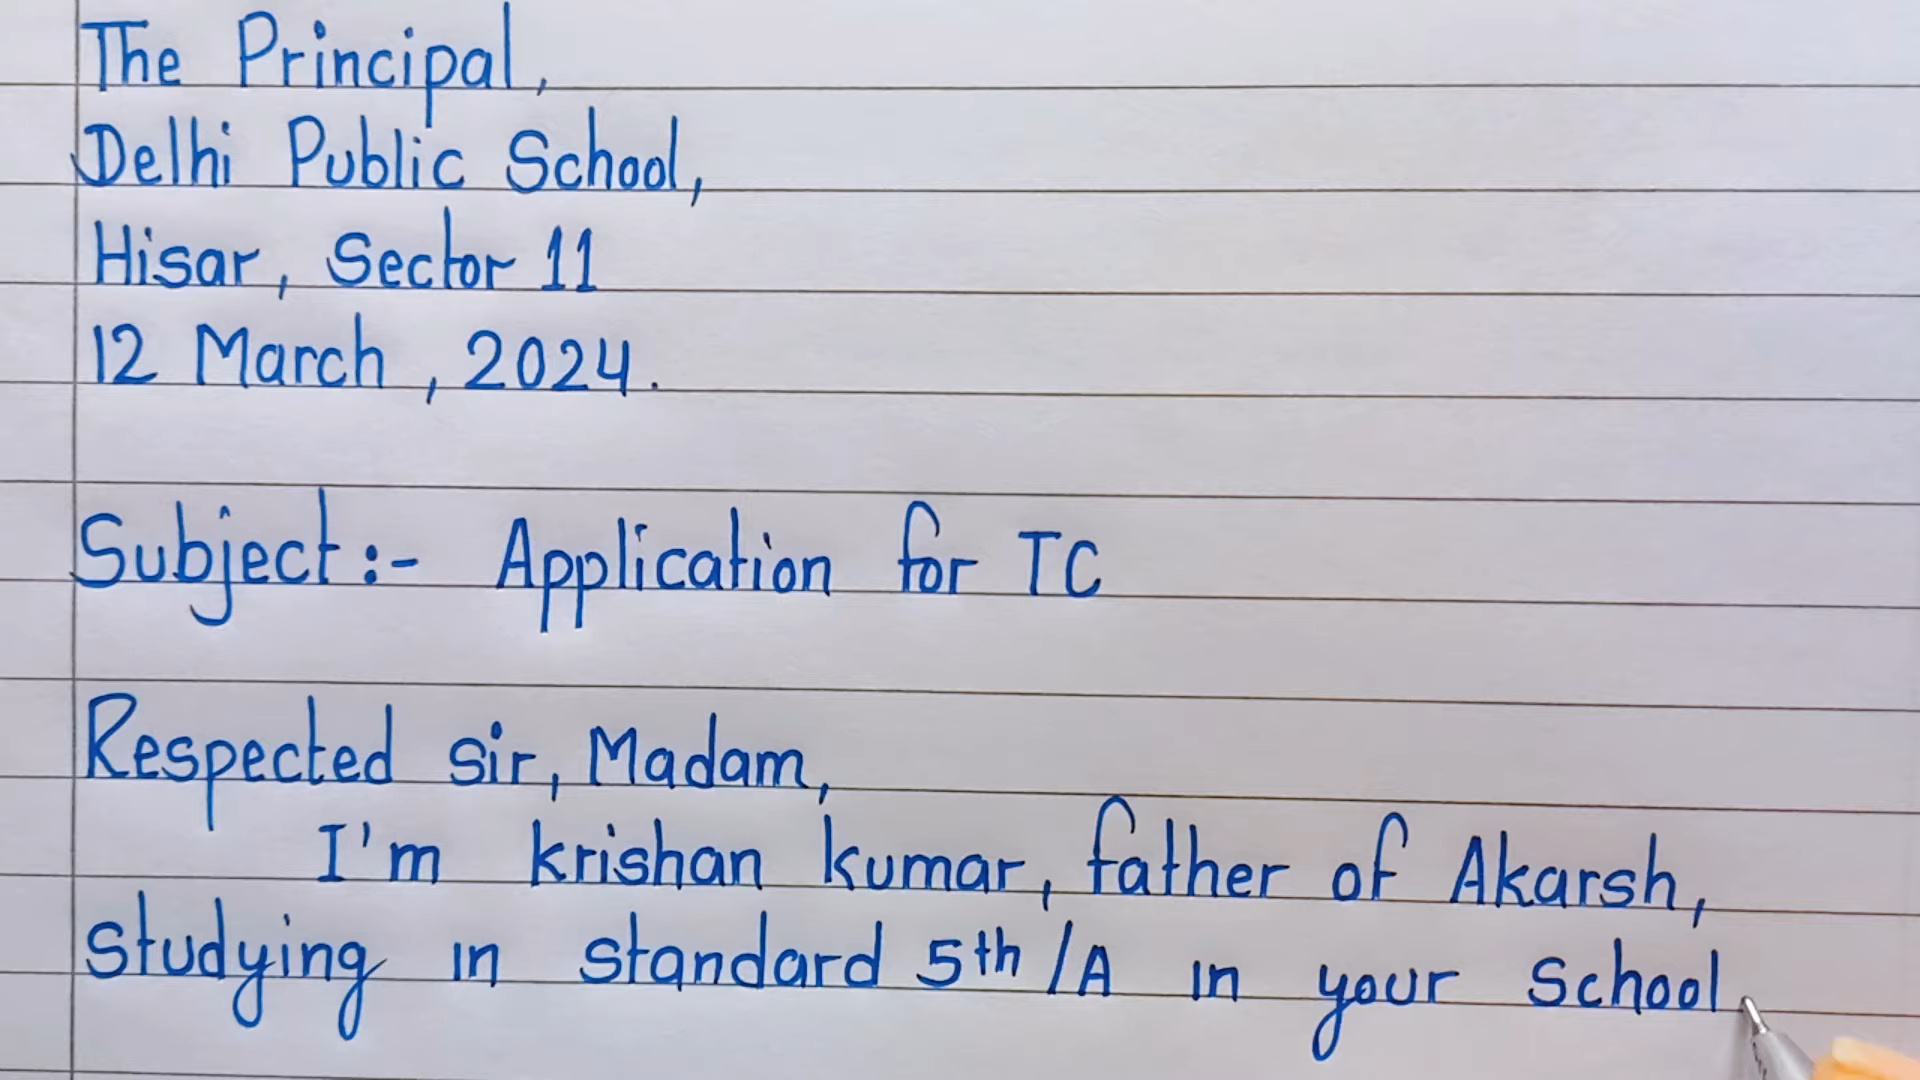 The Principal,
Delhi Public School,
Hisar, Sector 11
12 March, 2024.
Subject:- Application for TC
Respected sir, Madam,
I'm krishan kumar, father of Akarsh,
studying in standard 5th/A in your School